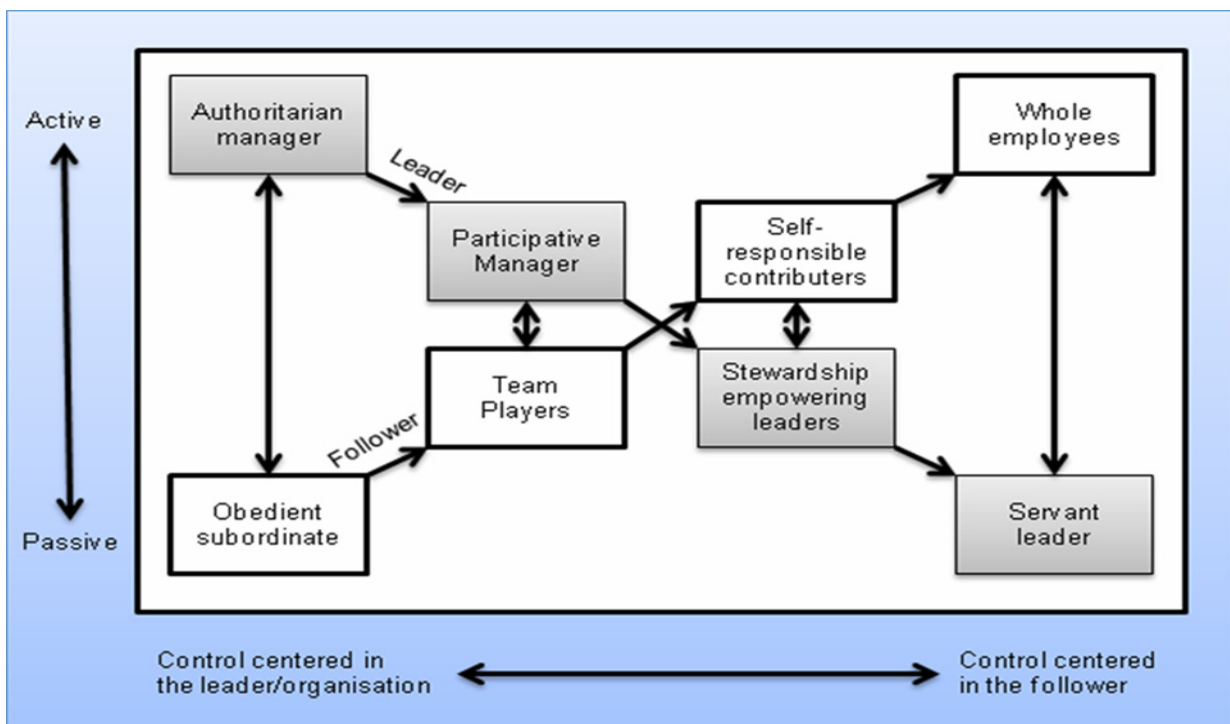 Active
Passive
Authoritarian
manager
Leader
Participative
Manager
Self-
responsible
contributers
Whole
employees
Follower
Team
Players
Stewardship
empowering
leaders
Obedient
subordinate
Servant
leader
Control centered in
the leader/organisation
Control centered
in the follower